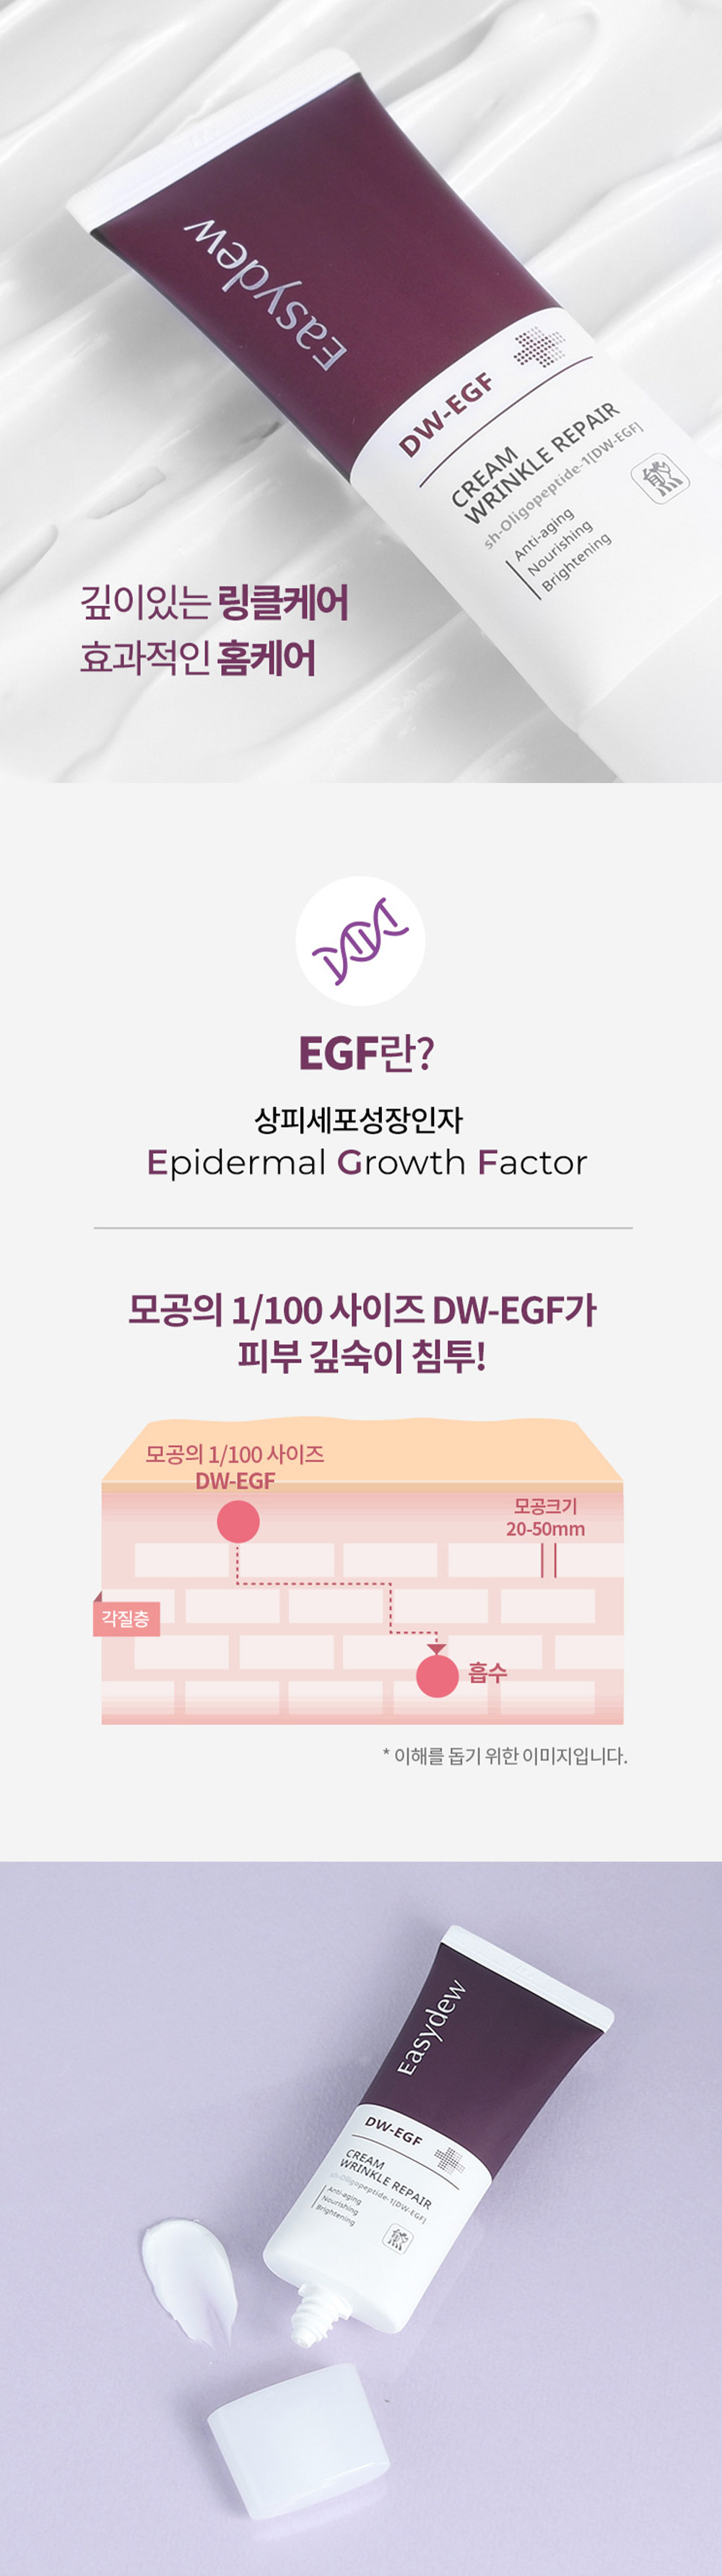 Easydew
DW-EGF
CREAM
WRINKLE REPAIR
sh-Oligopeptide-1[DW-EGF]
Anti-aging
Nourishing
Brightening
깊이있는 링클케어
효과적인 홈케어
EGF란?
상피세포성장인자
Epidermal Growth Factor
모공의 1/100 사이즈 DW-EGF가
피부 깊숙이 침투!
모공의 1/100 사이즈
DW-EGF
모공크기
20-50mm
각질층
흡수
* 이해를 돕기 위한 이미지입니다.
Easydew
DW-EGF
CREAM
WRINKLE REPAIR
sh-Oligopeptide-1[DW-EGF]
Anti-aging
Nourishing
Brightening